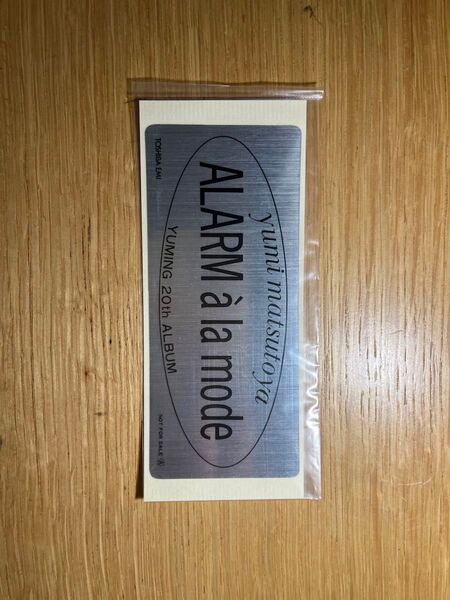 yumi matsutoya
ALARM à la mode
YUMING 20th ALBUM
TOSHIBA EMI
NOT FOR SALE Ⓐ